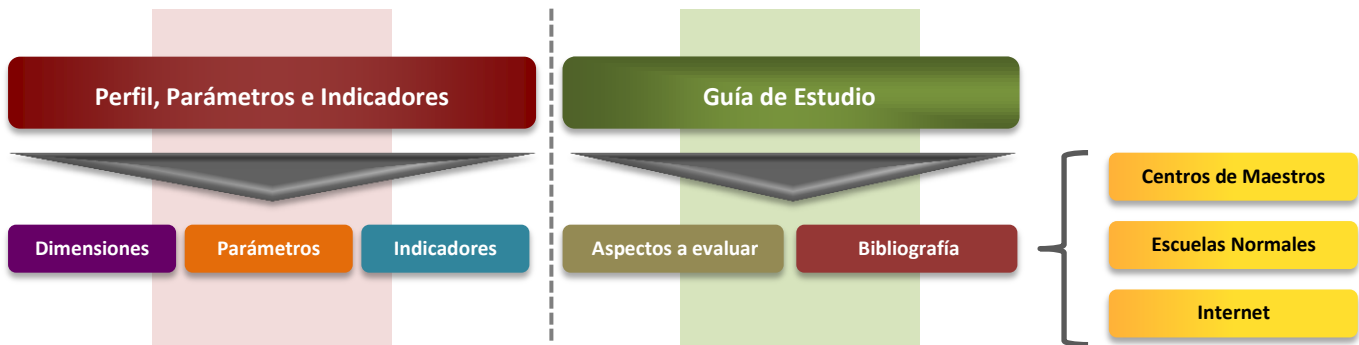 Perfil, Parámetros e Indicadores
Guía de Estudio
Dimensiones
Parámetros
Indicadores
Aspectos a evaluar
Bibliografía
Centros de Maestros
Escuelas Normales
Internet